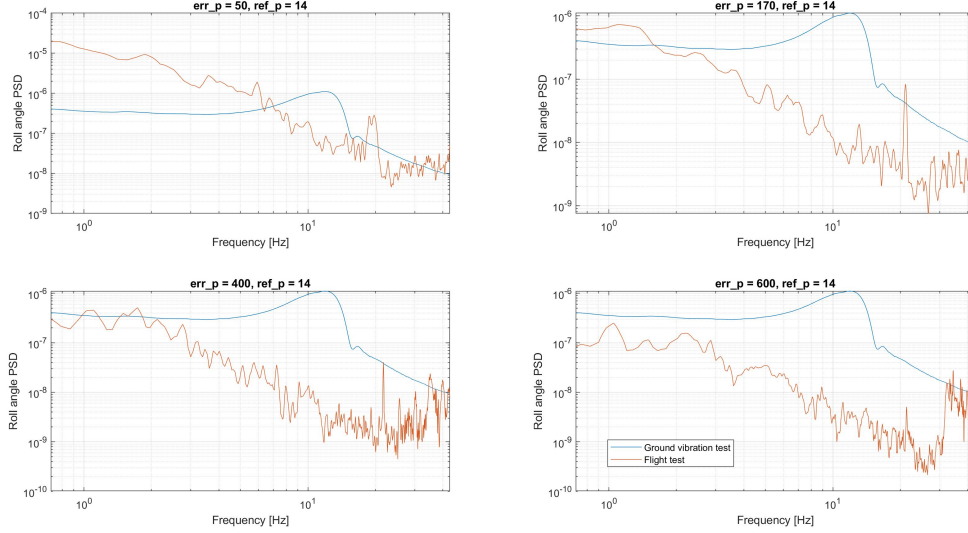 err_p = 50, ref_p = 14
10^-4
10^-5
10^-6
10^-7
10^-8
10^-9
Roll angle PSD
10^0
10^1
Frequency [Hz]
err_p = 170, ref_p = 14
10^-6
10^-7
10^-8
10^-9
Roll angle PSD
10^0
10^1
Frequency [Hz]
err_p = 400, ref_p = 14
10^-6
10^-7
10^-8
10^-9
10^-10
Roll angle PSD
10^0
10^1
Frequency [Hz]
err_p = 600, ref_p = 14
10^-6
10^-7
10^-8
10^-9
10^-10
Roll angle PSD
Ground vibration test
Flight test
10^0
10^1
Frequency [Hz]